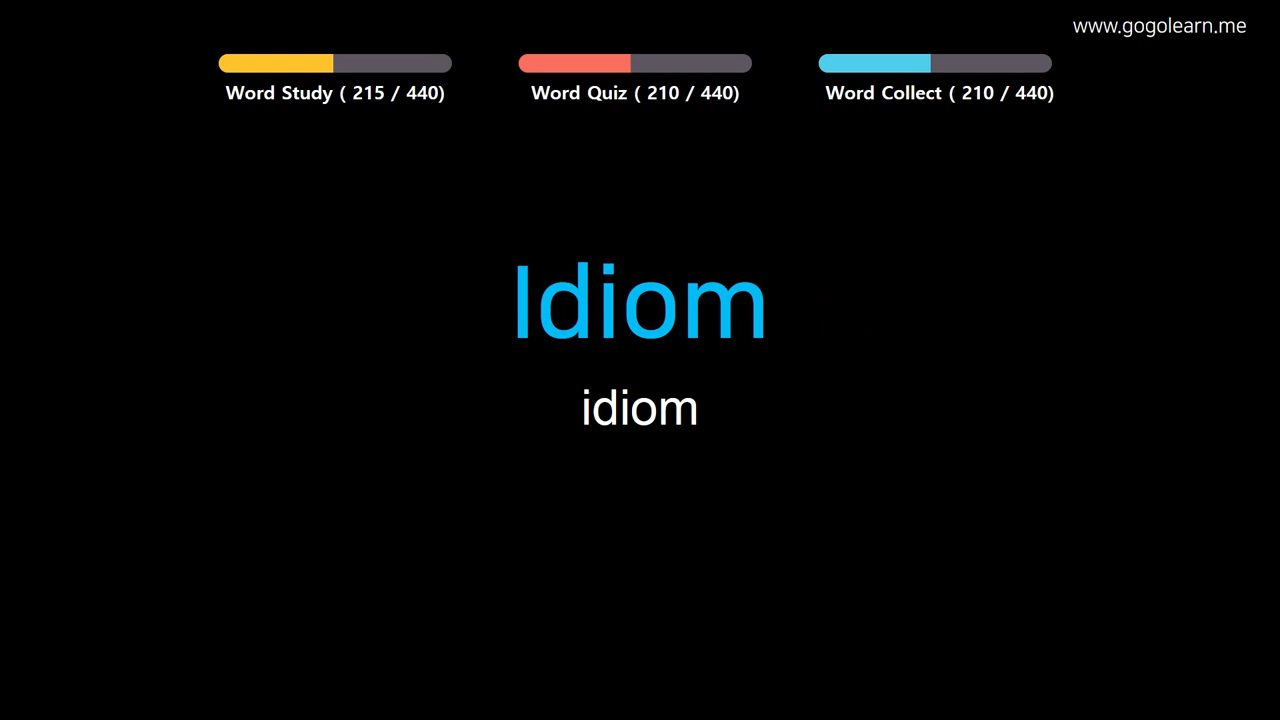 www.gogolearn.me
Word Study ( 215 / 440)
Word Quiz ( 210 / 440)
Word Collect ( 210 / 440)
Idiom
idiom